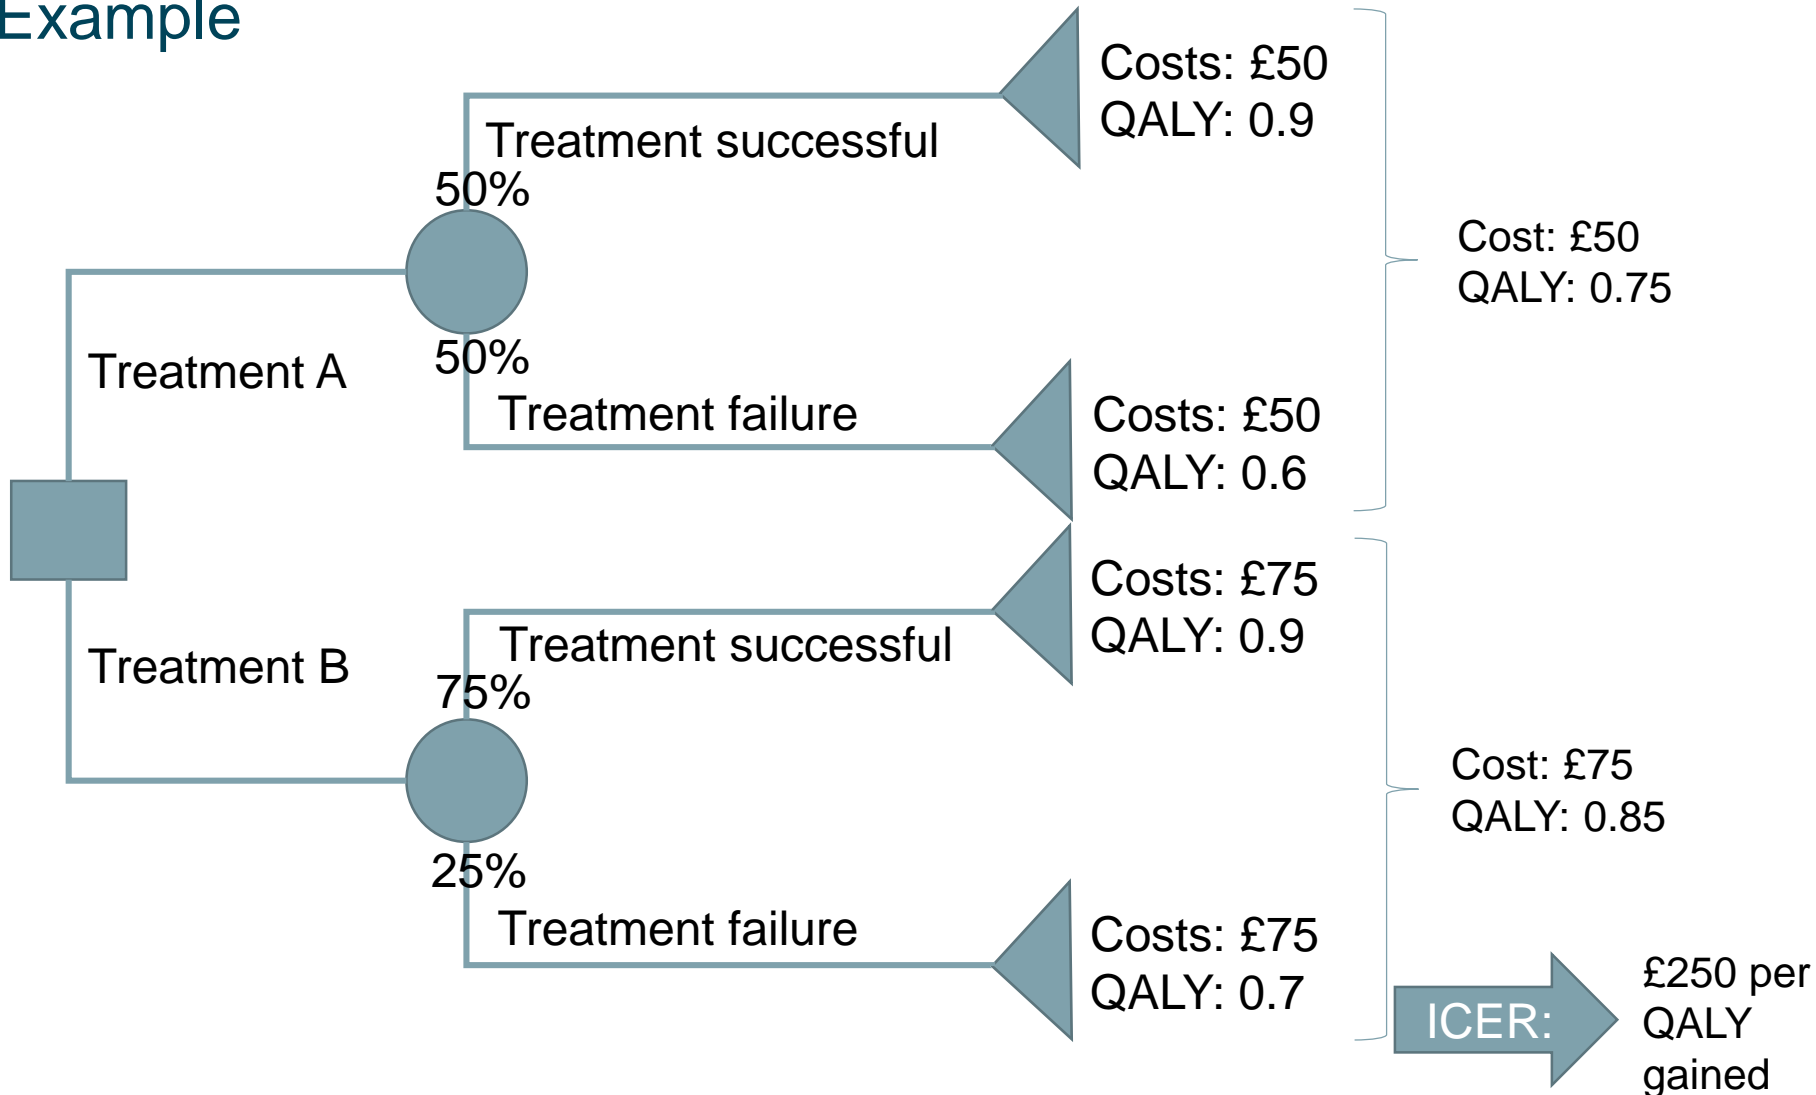 Example
Costs: £50
QALY: 0.9
Treatment successful
50%
Cost: £50
QALY: 0.75
50%
Treatment A
Treatment failure
Costs: £50
QALY: 0.6
Costs: £75
QALY: 0.9
Treatment successful
Treatment B
75%
Cost: £75
QALY: 0.85
25%
Treatment failure
Costs: £75
QALY: 0.7
ICER:
£250 per
QALY
gained